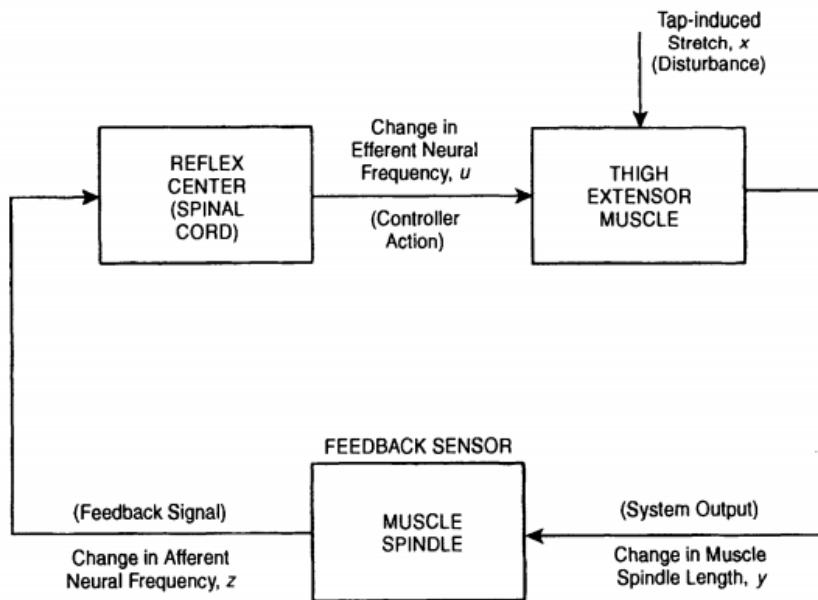 Tap-induced
Stretch, x
(Disturbance)
Change in
Efferent Neural
Frequency, u
(Controller
Action)
REFLEX
CENTER
(SPINAL
CORD)
THIGH
EXTENSOR
MUSCLE
FEEDBACK SENSOR
MUSCLE
SPINDLE
(Feedback Signal)
Change in Afferent
Neural Frequency, z
(System Output)
Change in Muscle
Spindle Length, y